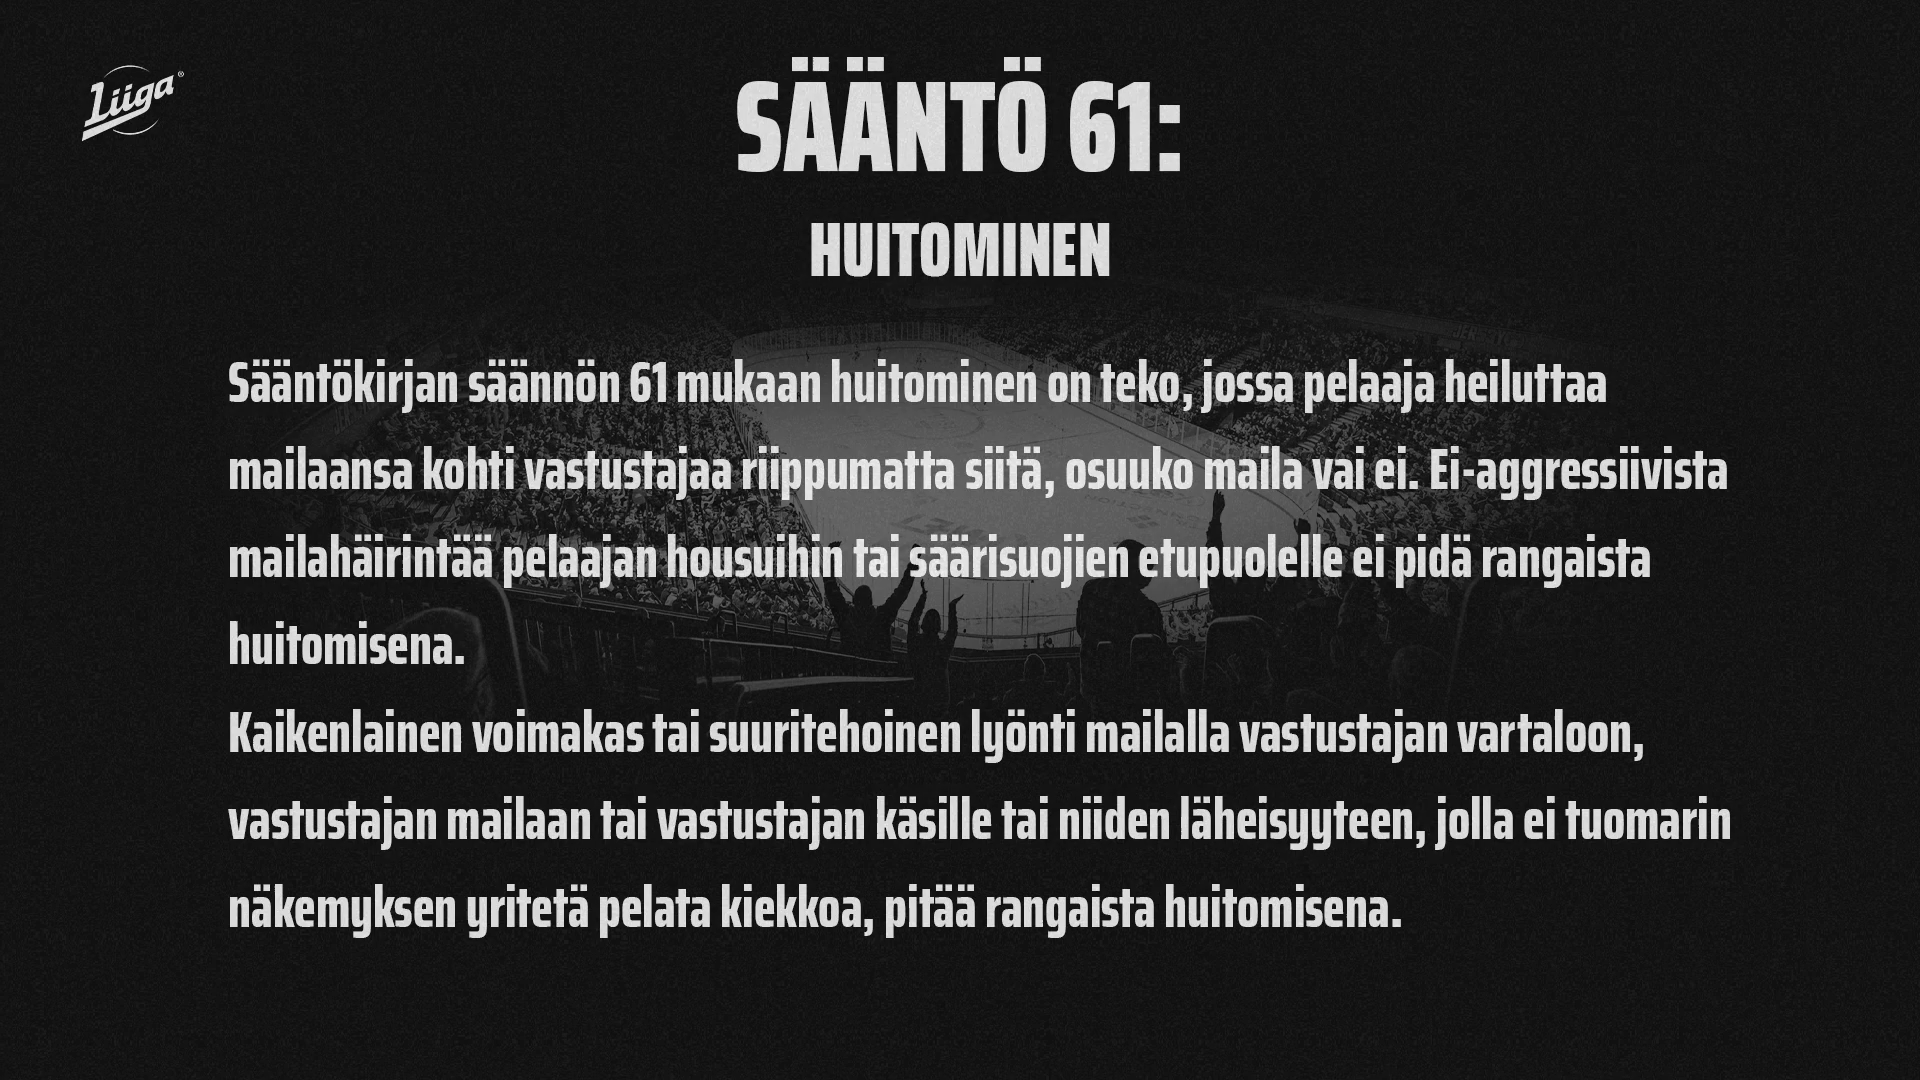 Liiga
SÄÄNTÖ 61:
HUITOMINEN
Sääntökirjan säännön 61 mukaan huitominen on teko, jossa pelaaja heiluttaa
mailaansa kohti vastustajaa riippumatta siitä, osuuko maila vai ei. Ei-aggressiivista
mailahäirintää pelaajan housuihin tai säärisuojien etupuolelle ei pidä rangaista
huitomisena.
Kaikenlainen voimakas tai suuritehoinen lyönti mailalla vastustajan vartaloon,
vastustajan mailaan tai vastustajan käsille tai niiden läheisyyteen, jolla ei tuomarin
näkemyksen yritetä pelata kiekkoa, pitää rangaista huitomisena.